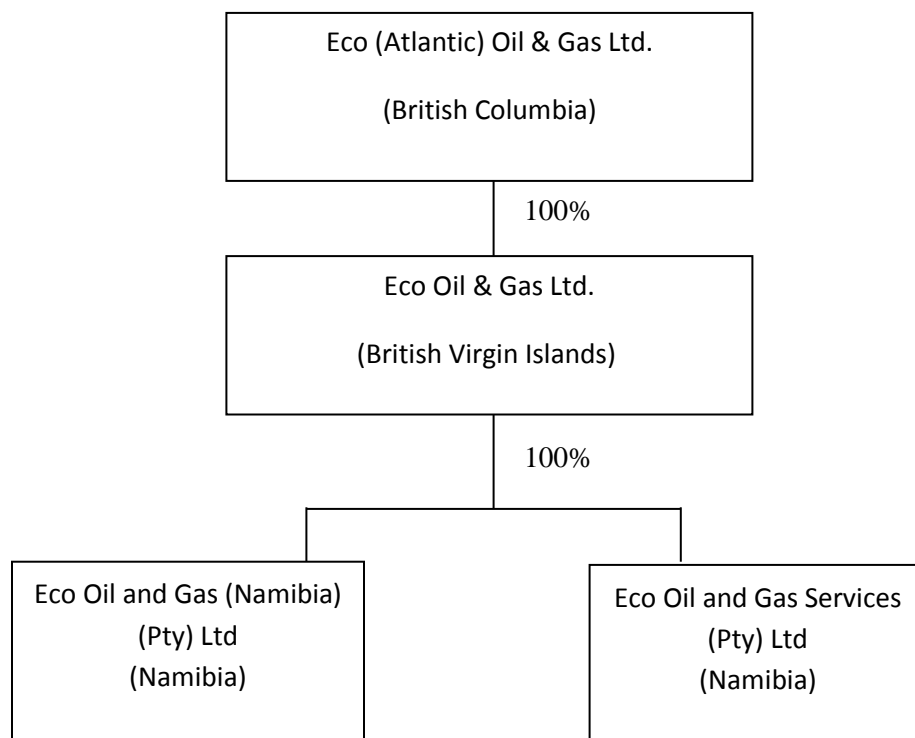 Eco (Atlantic) Oil & Gas Ltd.
(British Columbia)
100%
Eco Oil & Gas Ltd.
(British Virgin Islands)
100%
Eco Oil and Gas (Namibia)
(Pty) Ltd
(Namibia)
Eco Oil and Gas Services
(Pty) Ltd
(Namibia)